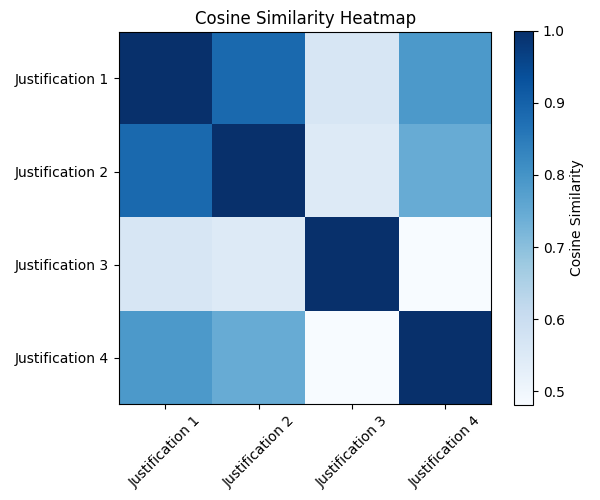 Cosine Similarity Heatmap
Justification 1
Justification 2
Justification 3
Justification 4
Justification 1
Justification 2
Justification 3
Justification 4
1.0
0.9
0.8
0.7
0.6
0.5
Cosine Similarity